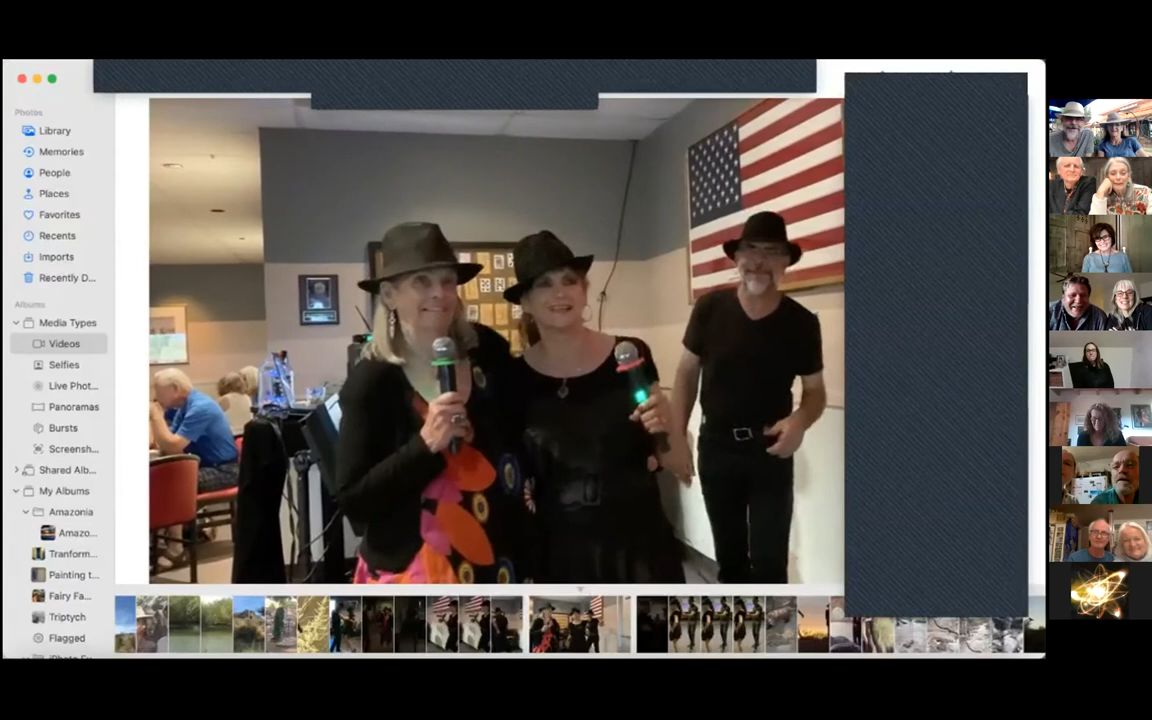 Photos
Library
Memories
People
Places
Favorites
Recents
Imports
Recently D...
Albums
Media Types
Videos
Selfies
Live Phot...
Panoramas
Bursts
Screensh...
Shared Alb...
My Albums
Amazonia
Amazo...
Tranform...
Painting t...
Fairy Fa...
Triptych
Flagged